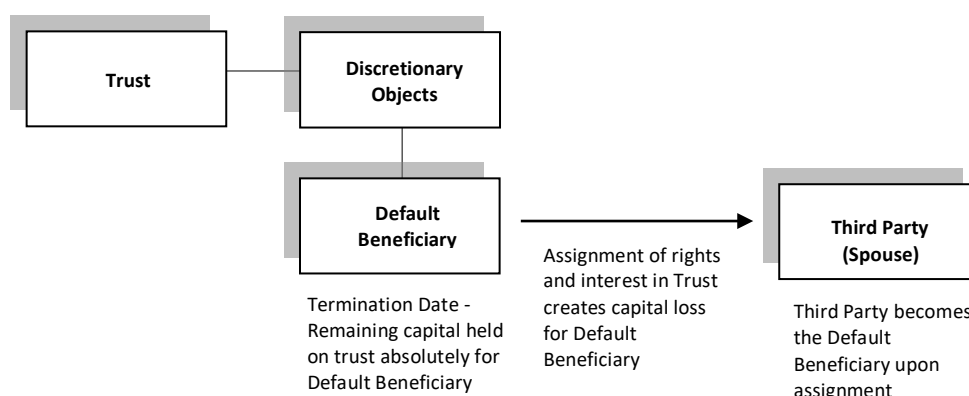 Trust
Discretionary
Objects
Default
Beneficiary
Termination Date -
Remaining capital held
on trust absolutely for
Default Beneficiary
Assignment of rights
and interest in Trust
creates capital loss
for Default
Beneficiary
Third Party
(Spouse)
Third Party becomes
the Default
Beneficiary upon
assignment